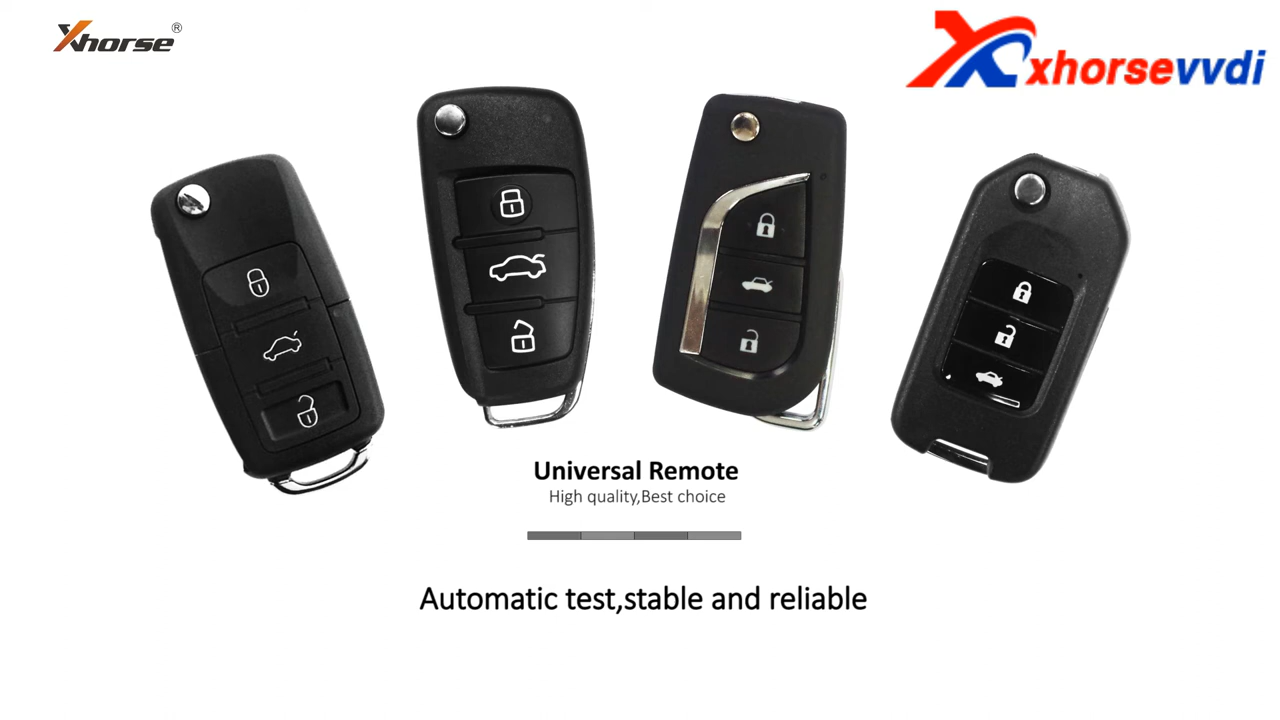 Xhorse®
xhorsevvdi
Universal Remote
High quality,Best choice
Automatic test,stable and reliable